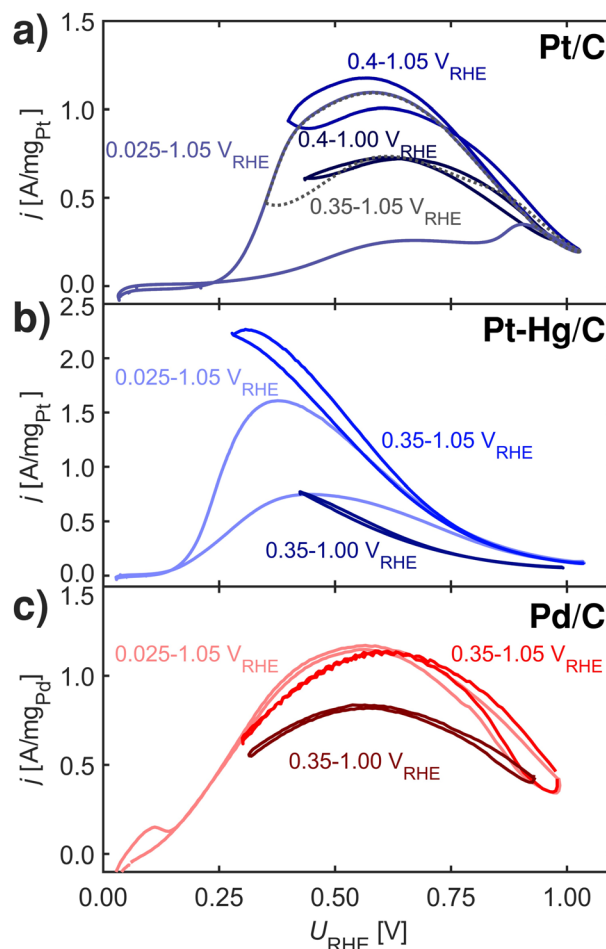 a)
Pt/C
1.5
1.0
0.5
0.0
j [A/mgPt]
0.4-1.05 VRHE
0.025-1.05 VRHE
0.4-1.00 VRHE
0.35-1.05 VRHE
b)
Pt-Hg/C
2.5
2.0
1.5
1.0
0.5
0.0
j [A/mgPt]
0.025-1.05 VRHE
0.35-1.05 VRHE
0.35-1.00 VRHE
c)
Pd/C
1.5
1.0
0.5
0.0
j [A/mgPd]
0.025-1.05 VRHE
0.35-1.05 VRHE
0.35-1.00 VRHE
0.00 0.25 0.50 0.75 1.00
URHE [V]